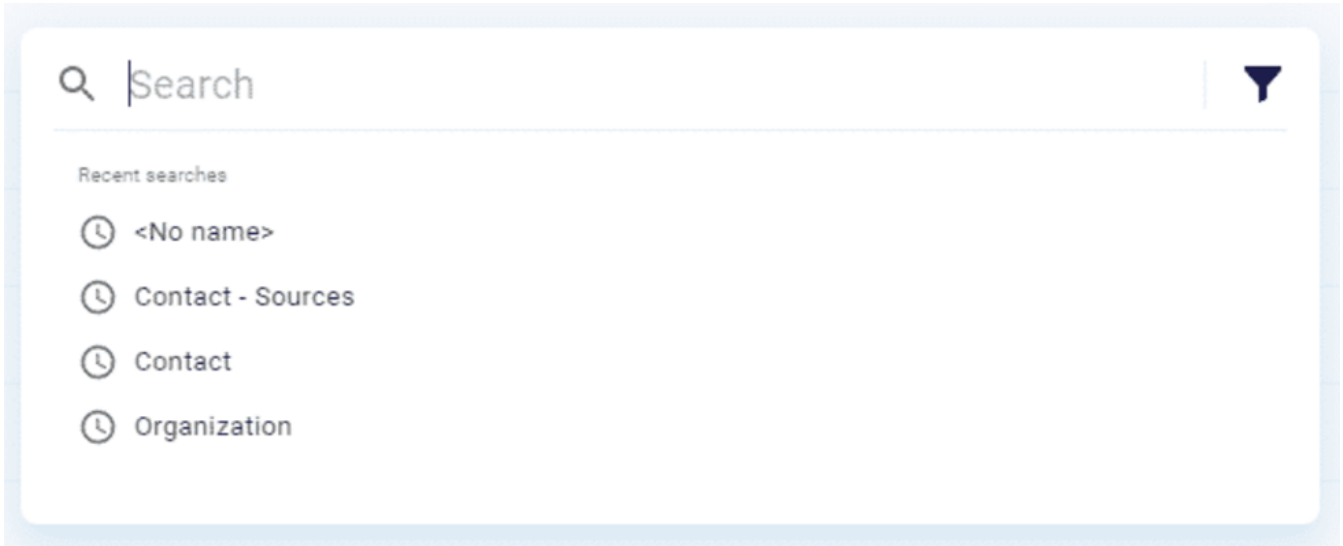 Search
Recent searches
<No name>
Contact - Sources
Contact
Organization